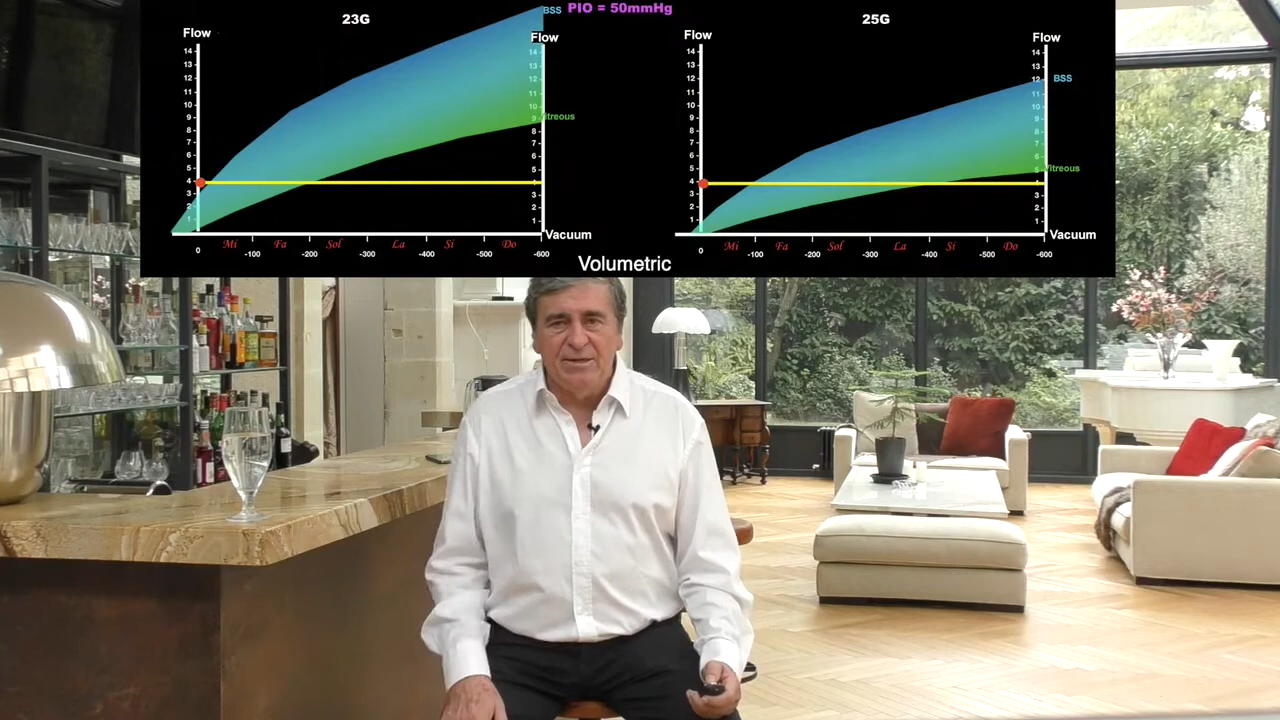 PIO = 50mmHg
23G
Flow
14
13
12
11
10
9
8
7
6
5
4
3
2
1
BSS
Flow
14
13
12
11
10
9
8
7
6
5
4
3
2
1
Vitreous
Vacuum
0
Mi
Fa
Sol
La
Si
Do
-100
-200
-300
-400
-500
-600
25G
Flow
14
13
12
11
10
9
8
7
6
5
4
3
2
1
Flow
14
13
12
11
10
9
8
7
6
5
4
3
2
1
BSS
Vitreous
Vacuum
0
Mi
Fa
Sol
La
Si
Do
-100
-200
-300
-400
-500
-600
Volumetric